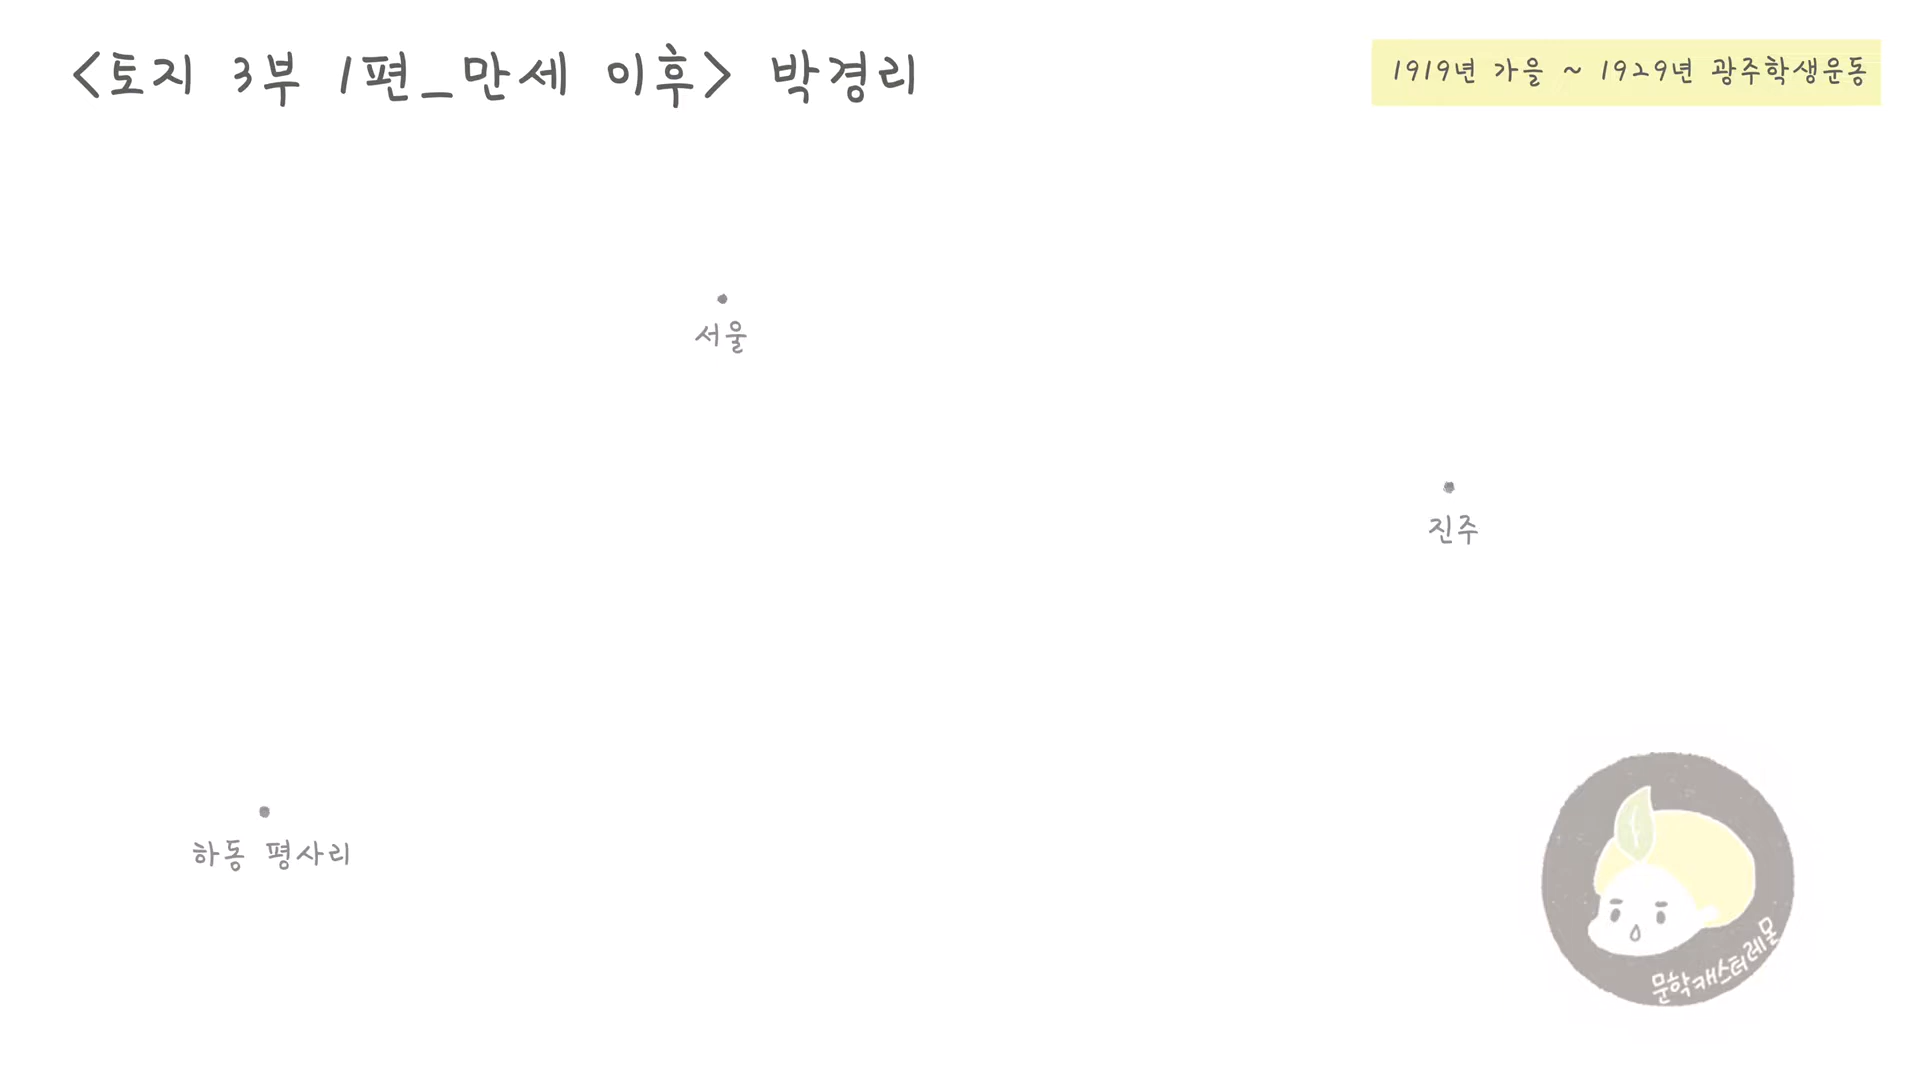 <토지 3부 1편_만세 이후> 박경리
1919년 가을 ~ 1929년 광주학생운동
서울
진주
하동 평사리
문학캐스터레몬